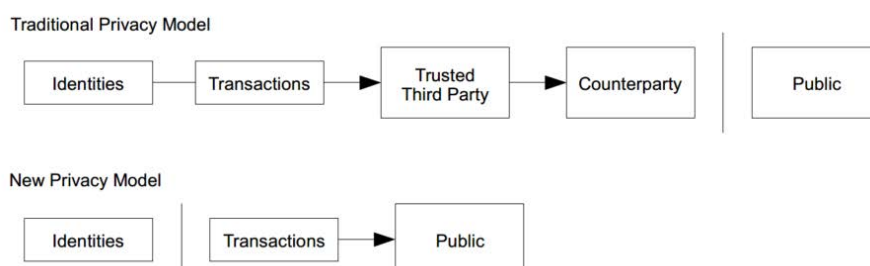 Traditional Privacy Model
Identities
Transactions
Trusted
Third Party
Counterparty
Public
New Privacy Model
Identities
Transactions
Public